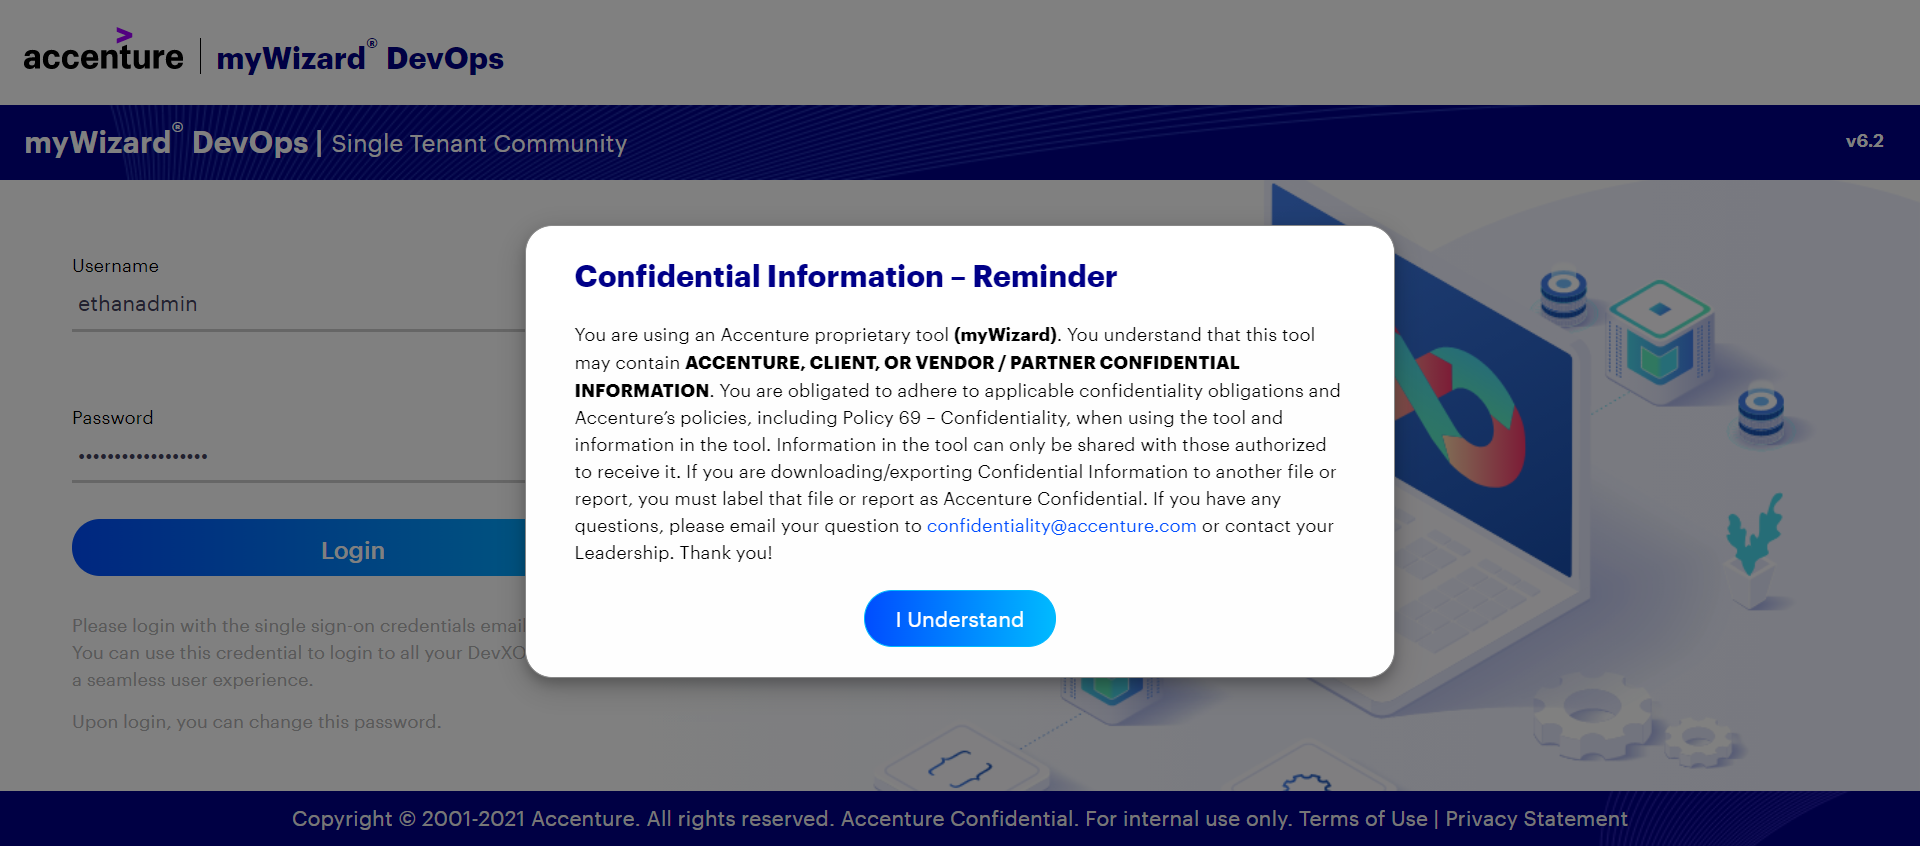 accenture | myWizard® DevOps
myWizard® DevOps | Single Tenant Community
v6.2
Username
ethanadmin
Password
Login
Please login with the single sign-on credentials
You can use this credential to login to all your
a seamless user experience.
Upon login, you can change this password.
Confidential Information – Reminder
You are using an Accenture proprietary tool (myWizard). You understand that this tool
may contain ACCENTURE, CLIENT, OR VENDOR / PARTNER CONFIDENTIAL
INFORMATION. You are obligated to adhere to applicable confidentiality obligations and
Accenture’s policies, including Policy 69 – Confidentiality, when using the tool and
information in the tool. Information in the tool can only be shared with those authorized
to receive it. If you are downloading/exporting Confidential Information to another file or
report, you must label that file or report as Accenture Confidential. If you have any
questions, please email your question to confidentiality@accenture.com or contact your
Leadership. Thank you!
I Understand
Copyright © 2001-2021 Accenture. All rights reserved. Accenture Confidential. For internal use only. Terms of Use | Privacy Statement